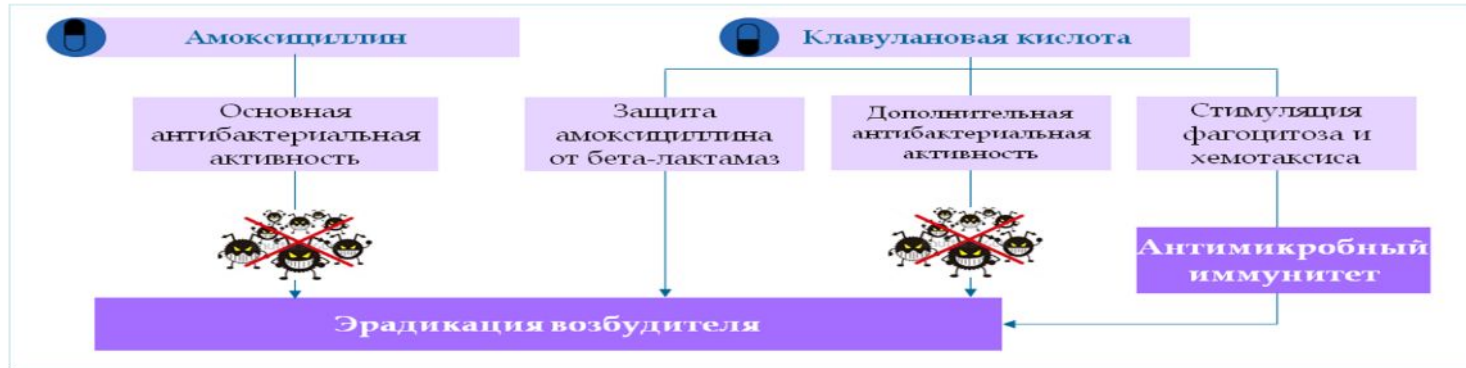 Амоксициллин
Клавулановая кислота
Основная
антибактериальная
активность
Защита
амоксициллина
от бета-лактамаз
Дополнительная
антибактериальная
активность
Стимуляция
фагоцитоза и
хемотаксиса
Антимикробный
иммунитет
Эрадикация возбудителя